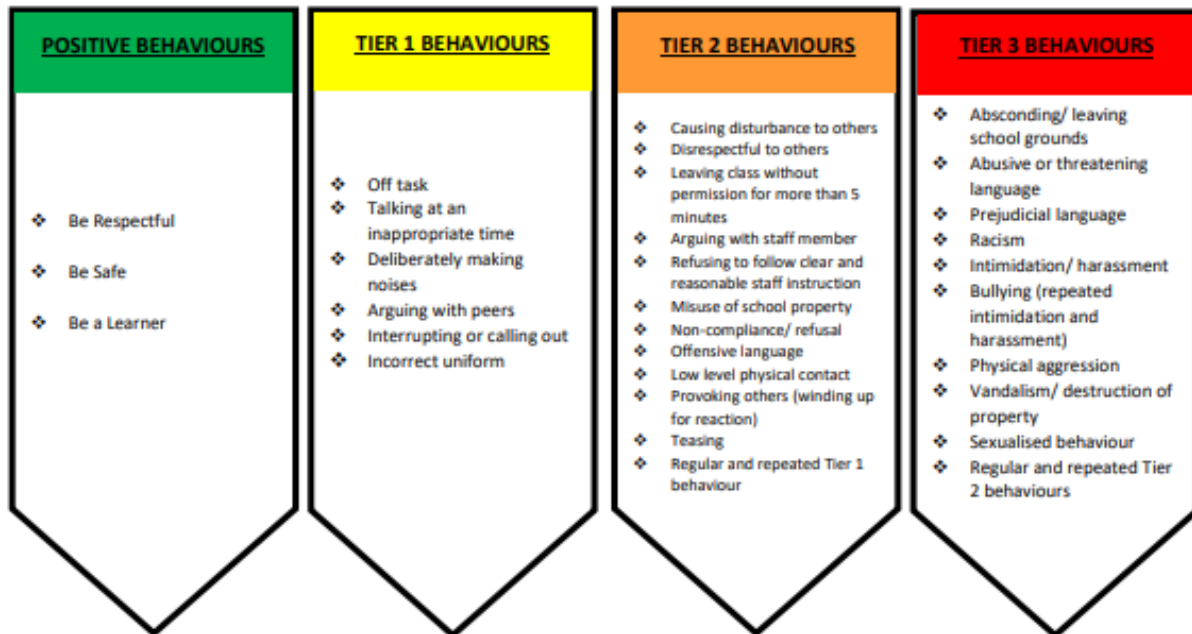 POSITIVE BEHAVIOURS
❖ Be Respectful
❖ Be Safe
❖ Be a Learner
TIER 1 BEHAVIOURS
❖ Off task
❖ Talking at an
inappropriate time
❖ Deliberately making
noises
❖ Arguing with peers
❖ Interrupting or calling out
❖ Incorrect uniform
TIER 2 BEHAVIOURS
❖ Causing disturbance to others
❖ Disrespectful to others
❖ Leaving class without
permission for more than 5
minutes
❖ Arguing with staff member
❖ Refusing to follow clear and
reasonable staff instruction
❖ Misuse of school property
❖ Non-compliance/ refusal
❖ Offensive language
❖ Low level physical contact
❖ Provoking others (winding up
for reaction)
❖ Teasing
❖ Regular and repeated Tier 1
behaviour
TIER 3 BEHAVIOURS
❖ Absconding/ leaving
school grounds
❖ Abusive or threatening
language
❖ Prejudicial language
❖ Racism
❖ Intimidation/ harassment
❖ Bullying (repeated
intimidation and
harassment)
❖ Physical aggression
❖ Vandalism/ destruction of
property
❖ Sexualised behaviour
❖ Regular and repeated Tier
2 behaviours